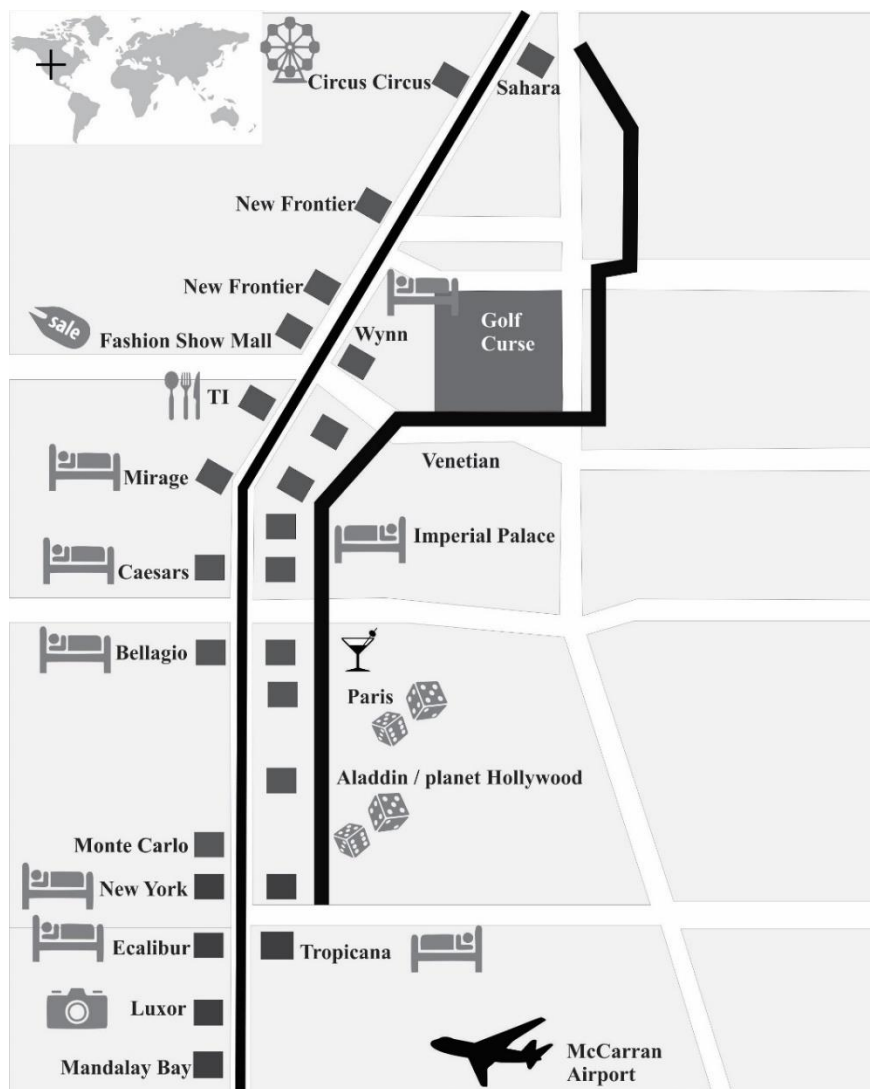 Circus Circus
Sahara
New Frontier
New Frontier
sale
Fashion Show Mall
Wynn
Golf
Curse
TI
Venetian
Mirage
Imperial Palace
Caesars
Bellagio
Paris
Aladdin / planet Hollywood
Monte Carlo
New York
Ecalibur
Tropicana
Luxor
McCarran
Airport
Mandalay Bay